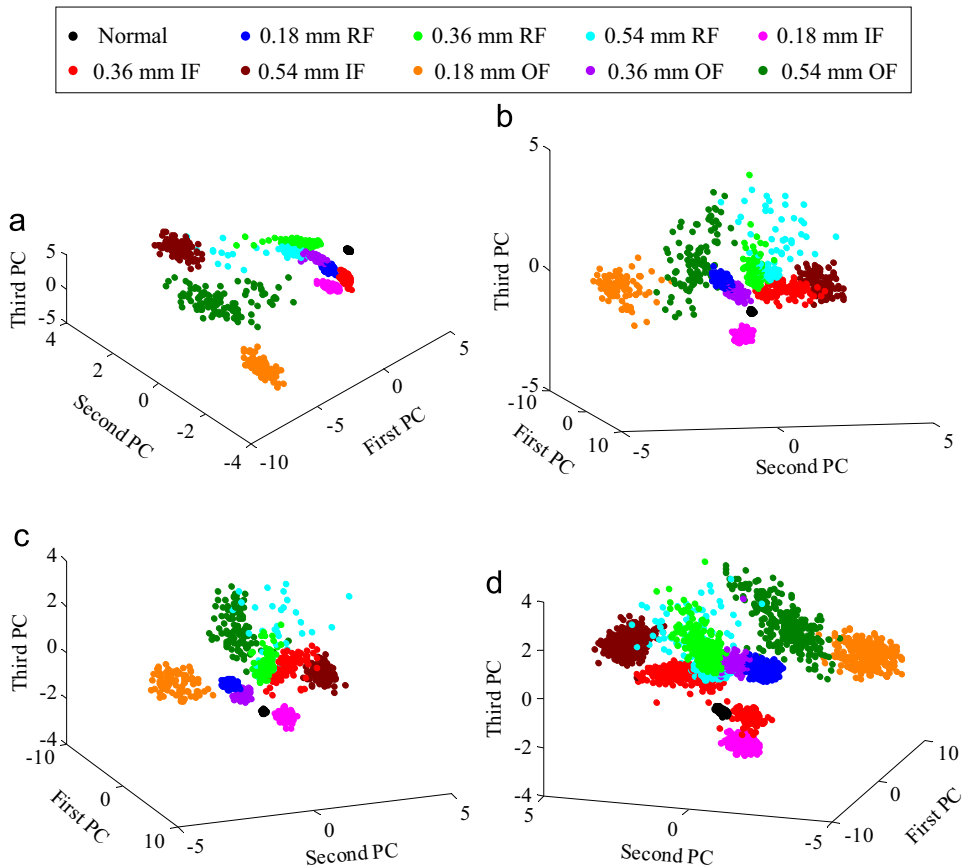 Normal 0.18 mm RF 0.36 mm RF 0.54 mm RF 0.18 mm IF
0.36 mm IF 0.54 mm IF 0.18 mm OF 0.36 mm OF 0.54 mm OF
a
Third PC
5
0
-5
4
2
0
-2
-4
Second PC
-10
-5
0
5
First PC
b
Third PC
5
0
-5
-10
0
10
First PC
-5
0
5
Second PC
c
Third PC
4
2
0
-2
-4
-10
0
10
First PC
-5
0
5
Second PC
d
Third PC
4
2
0
-2
-4
5
0
-5
Second PC
-10
0
10
First PC